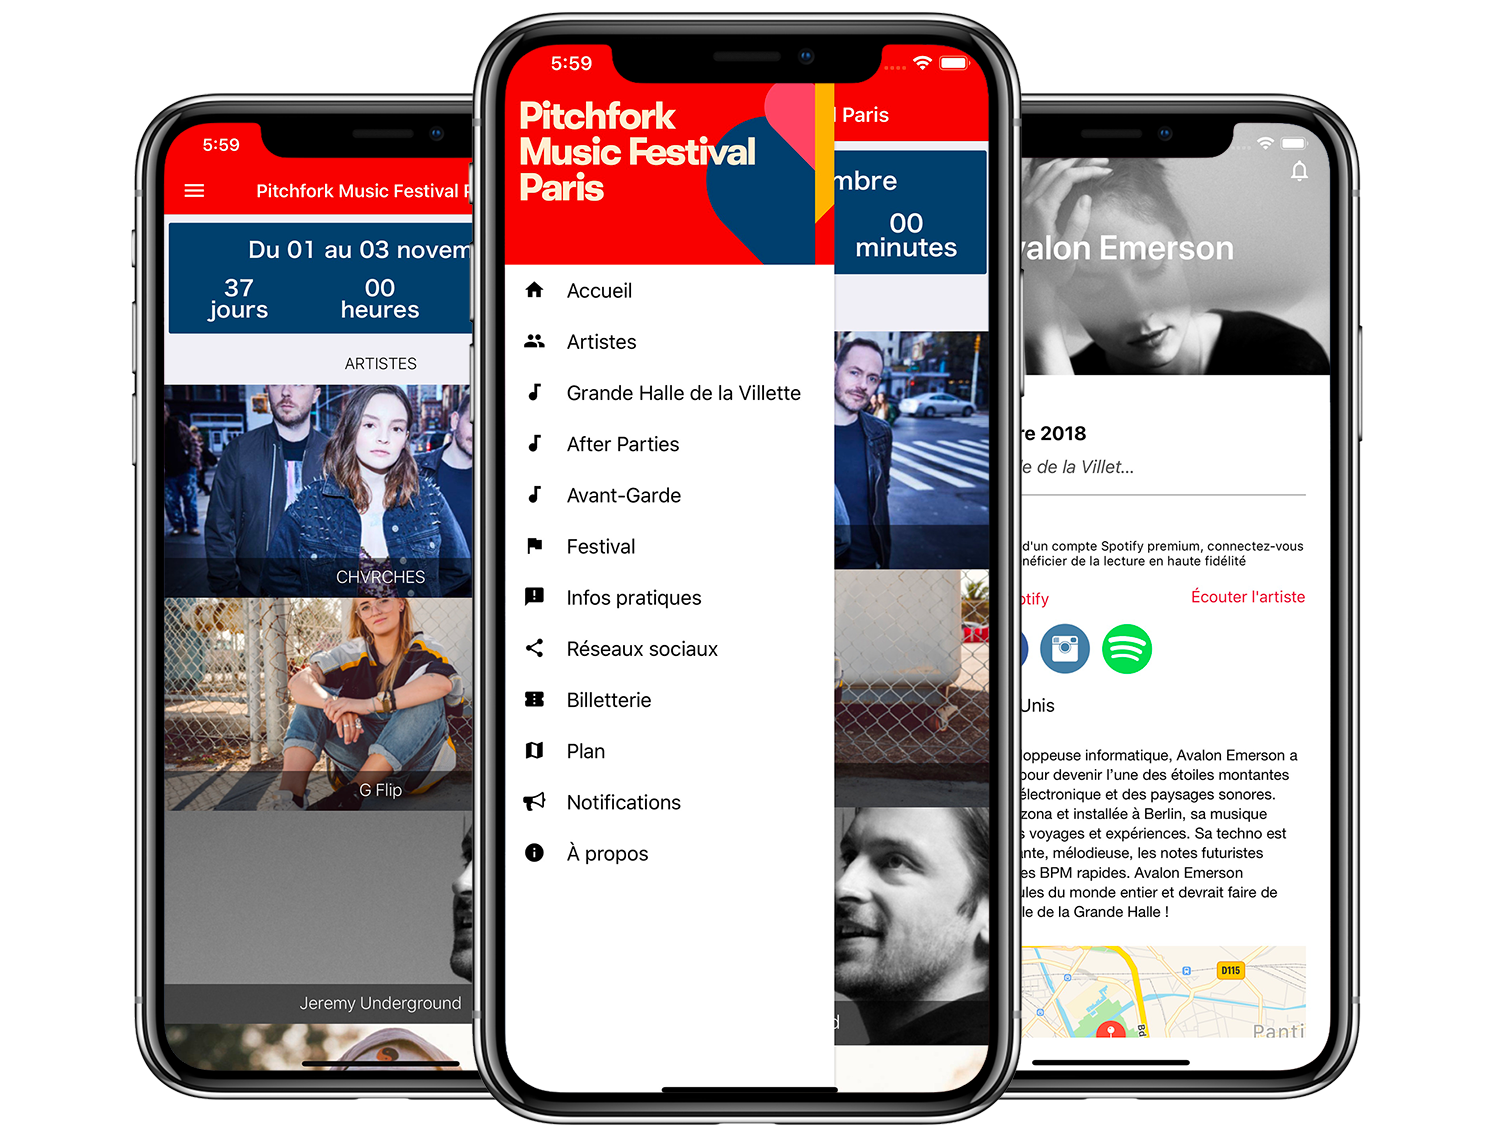 5:59
Pitchfork Music Festival
Du 01 au 03 novem
37
jours
00
heures
ARTISTES
CHVRCHES
G Flip
Jeremy Underground
5:59
Pitchfork
Music Festival
Paris
Accueil
Artistes
Grande Halle de la Villette
After Parties
Avant-Garde
Festival
Infos pratiques
Réseaux sociaux
Billetterie
Plan
Notifications
À propos
l Paris
mbre
00
minutes
d
valon Emerson
re 2018
le de la Villet...
d'un compte Spotify premium, connectez-vous
néficier de la lecture en haute fidélité
otify
Écouter l'artiste
Unis
loppeuse informatique, Avalon Emerson a
pour devenir l’une des étoiles montantes
électronique et des paysages sonores.
zona et installée à Berlin, sa musique
s voyages et expériences. Sa techno est
nte, mélodieuse, les notes futuristes
es BPM rapides. Avalon Emerson
ules du monde entier et devrait faire de
le de la Grande Halle !
D115
Bd
Panti